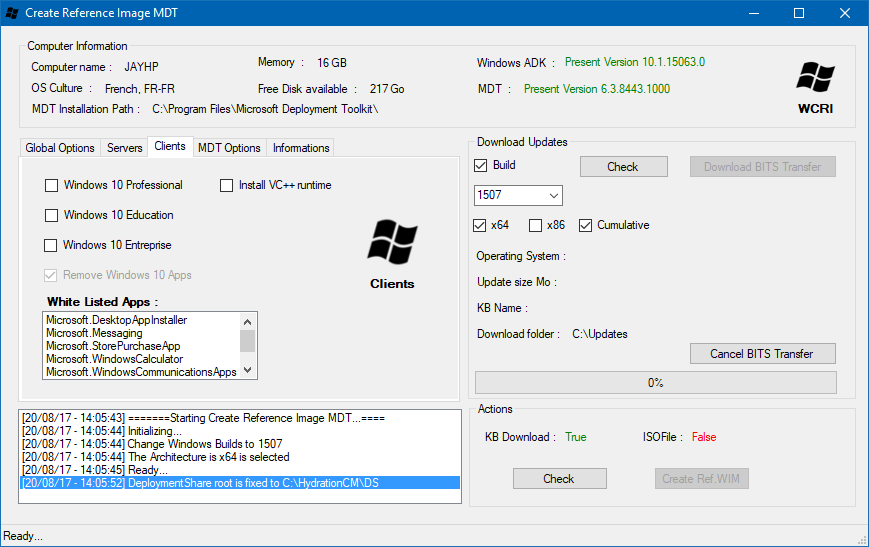 Create Reference Image MDT
Computer Information
Computer name : JAYHP
Memory : 16 GB
Windows ADK : Present Version 10.1.15063.0
OS Culture : French, FR-FR
Free Disk available : 217 Go
MDT : Present Version 6.3.8443.1000
MDT Installation Path : C:\Program Files\Microsoft Deployment Toolkit\
WCRI
Global Options Servers Clients MDT Options Informations
Windows 10 Professional
Install VC++ runtime
Windows 10 Education
Windows 10 Entreprise
Remove Windows 10 Apps
Clients
White Listed Apps :
Microsoft.DesktopAppInstaller
Microsoft.Messaging
Microsoft.StorePurchaseApp
Microsoft.WindowsCalculator
Microsoft.WindowsCommunicationsApps
Download Updates
Build
Check
Download BITS Transfer
1507
x64 x86 Cumulative
Operating System :
Update size Mo :
KB Name :
Download folder : C:\Updates
Cancel BITS Transfer
0%
[20/08/17 - 14:05:43] =======Starting Create Reference Image MDT...====
[20/08/17 - 14:05:44] Initializing...
[20/08/17 - 14:05:44] Change Windows Builds to 1507
[20/08/17 - 14:05:44] The Architecture is x64 is selected
[20/08/17 - 14:05:45] Ready...
[20/08/17 - 14:05:52] DeploymentShare root is fixed to C:\HydrationCM\DS
Actions
KB Download : True
ISOFile : False
Check
Create Ref.WIM
Ready...